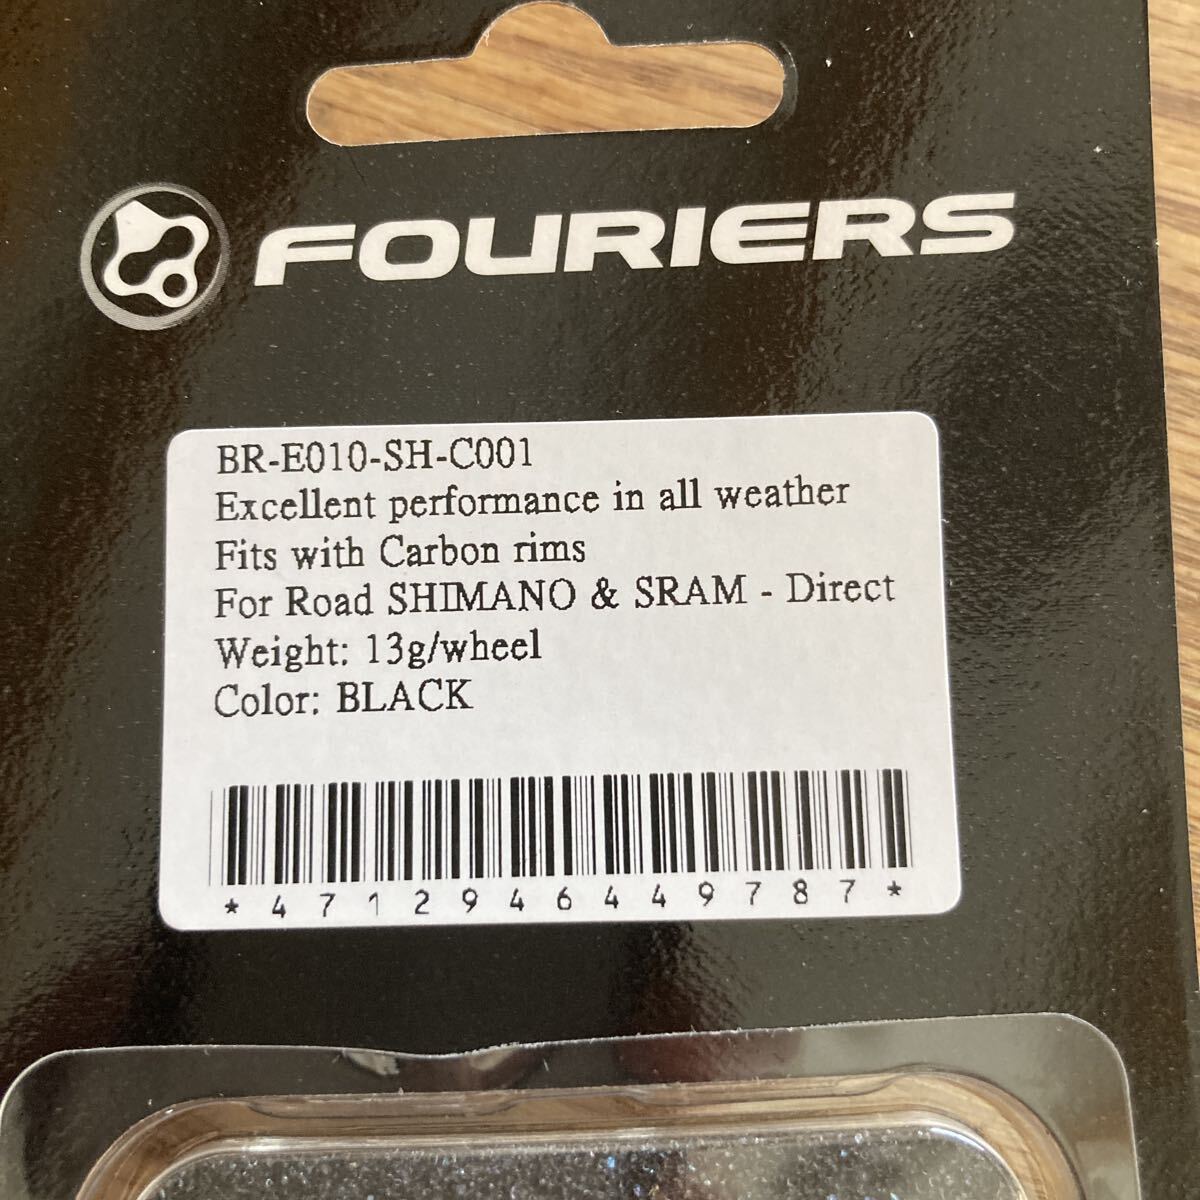 FOURIERS
BR-E010-SH-C001
Excellent performance in all weather
Fits with Carbon rims
For Road SHIMANO & SRAM - Direct
Weight: 13g/wheel
Color: BLACK
*4712946449787*